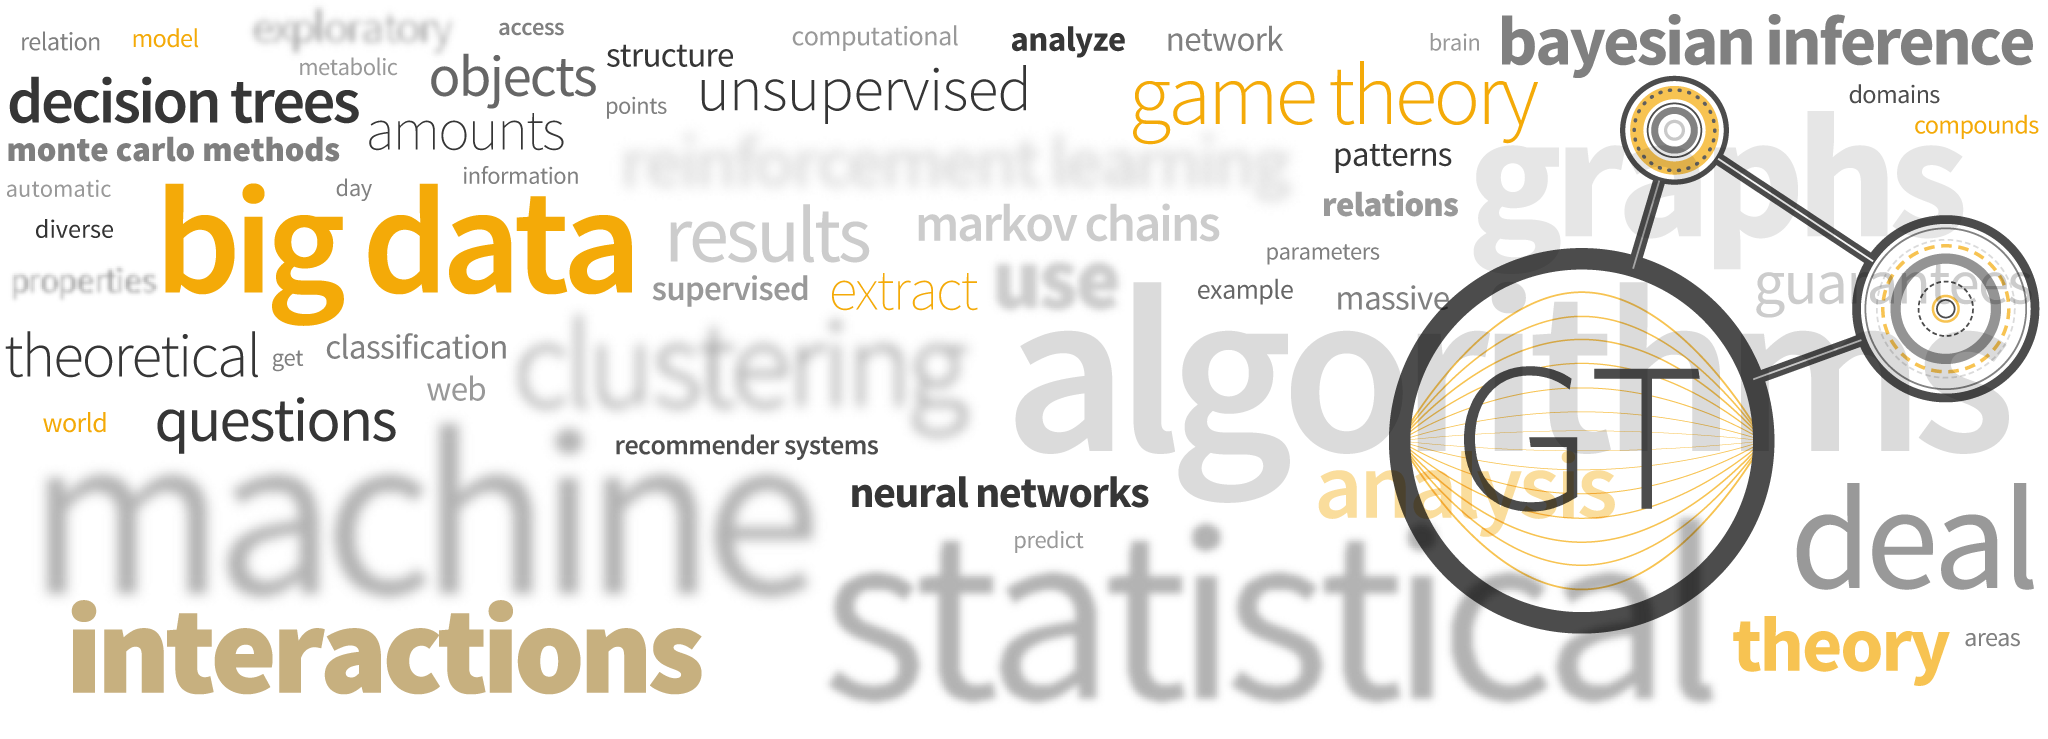 relation
model
exploratory
access
metabolic
objects
structure
computational
analyze
network
brain
bayesian inference
decision trees
amounts
points
unsupervised
game theory
domains
compounds
monte carlo methods
reinforcement learning
patterns
graphs
automatic
day
information
diverse
big data
results
markov chains
relations
parameters
properties
supervised
extract
use
example
massive
guarantees
theoretical
get
classification
web
clustering
algorithms
world
questions
recommender systems
GT
machine
neural networks
analysis
predict
statistical
deal
interactions
theory
areas